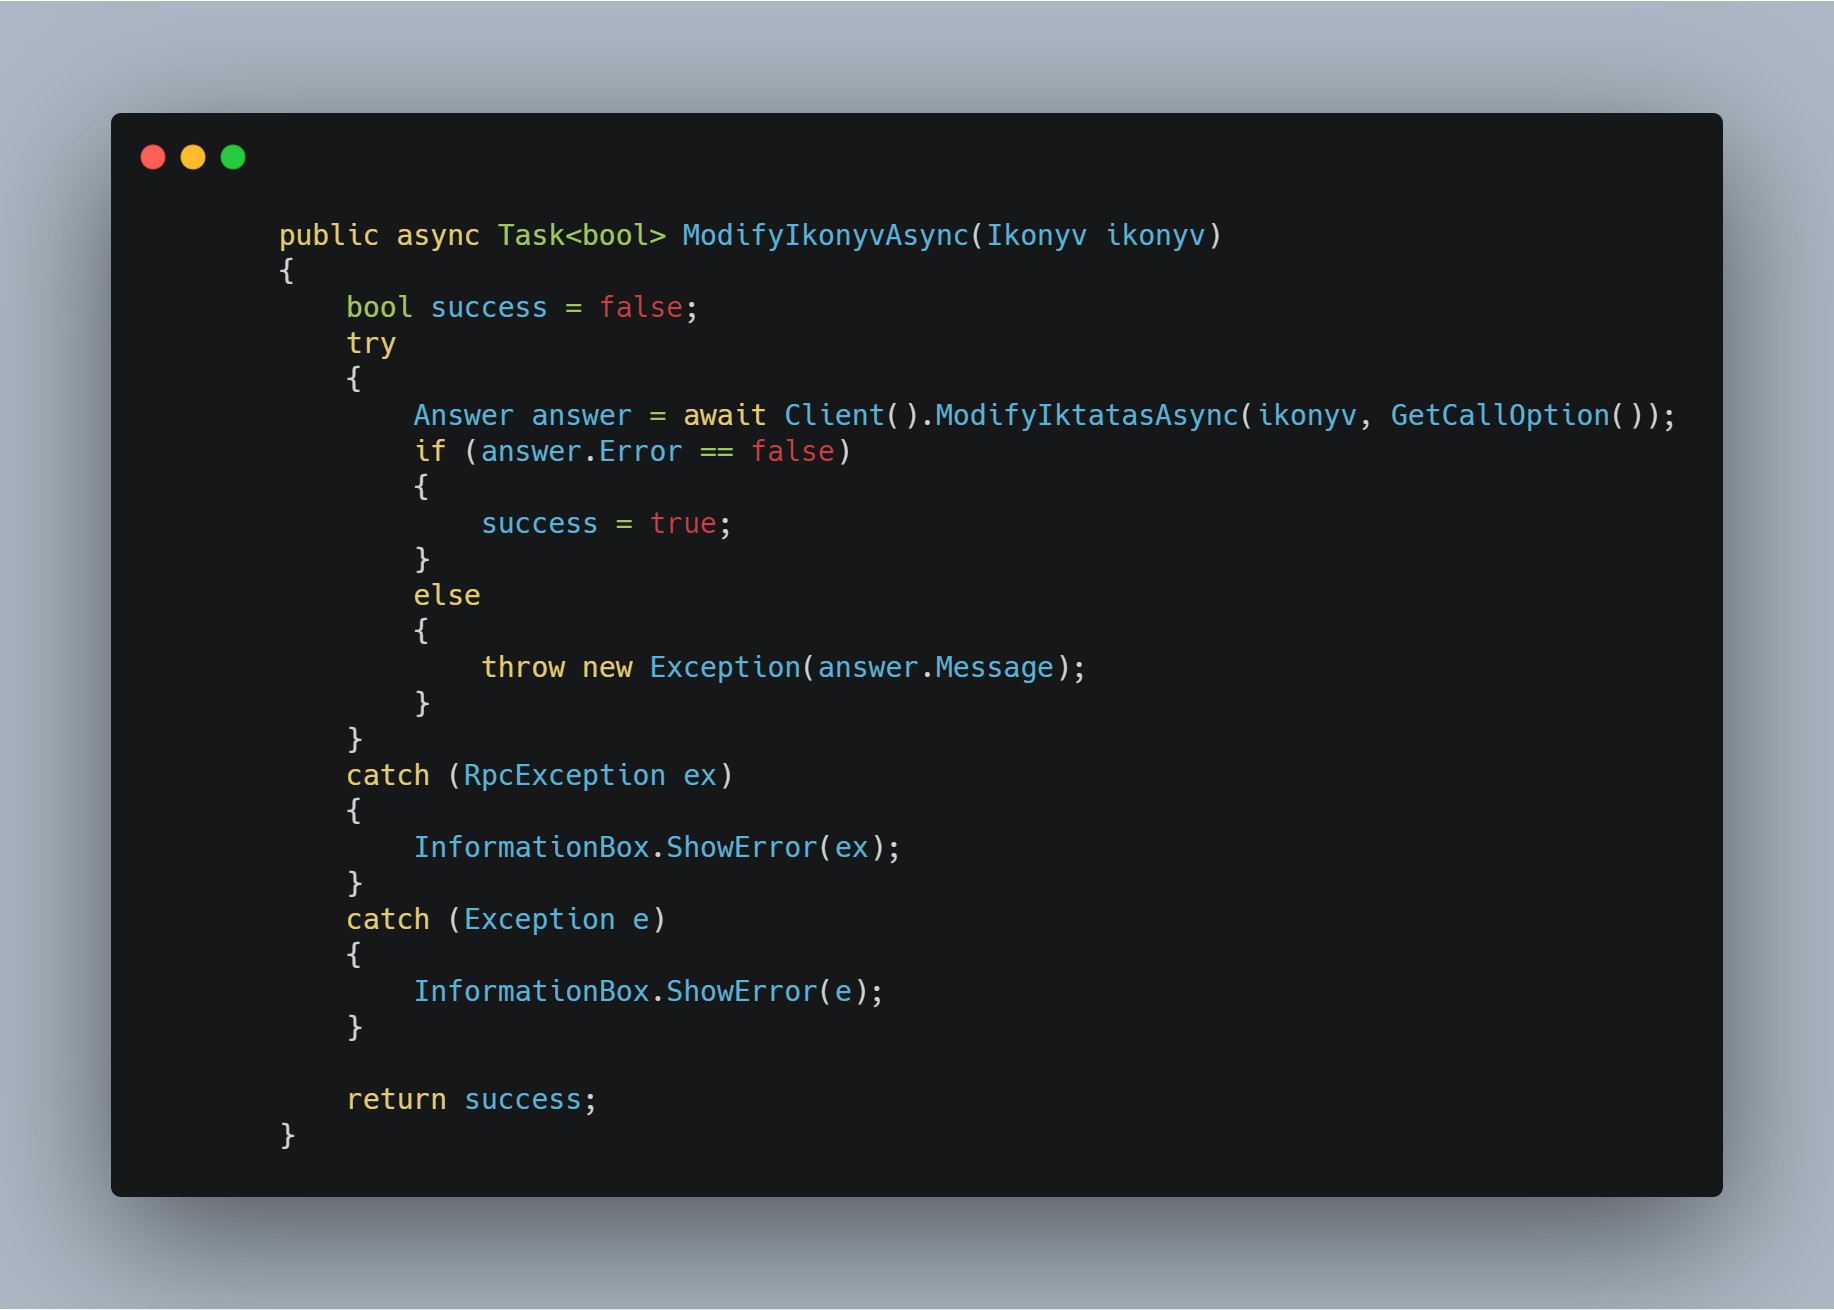 public async Task<bool> ModifyIkonyvAsync(Ikonyv ikonyv)
{
    bool success = false;
    try
    {
        Answer answer = await Client().ModifyIktatasAsync(ikonyv, GetCallOption());
        if (answer.Error == false)
        {
            success = true;
        }
        else
        {
            throw new Exception(answer.Message);
        }
    }
    catch (RpcException ex)
    {
        InformationBox.ShowError(ex);
    }
    catch (Exception e)
    {
        InformationBox.ShowError(e);
    }

    return success;
}